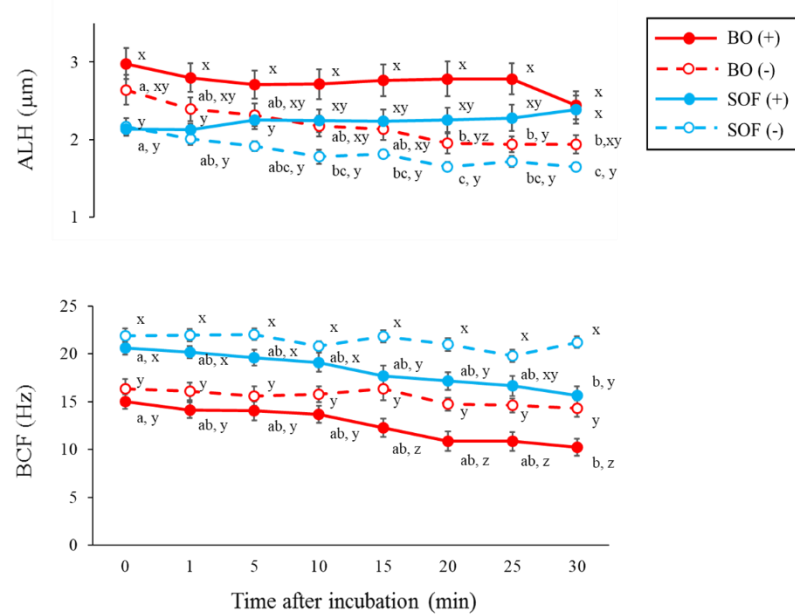 BO (+)
BO (-)
SOF (+)
SOF (-)
ALH (µm)
3
2
1
x x x x x x x x
a, xy ab, xy ab, xy xy xy xy xy x
y y y ab, xy ab, xy b, yz b, y b,xy
a, y ab, y abc, y bc, y bc, y c, y bc, y c, y
BCF (Hz)
25
20
15
10
5
0
x x x x x x x x
a, x ab, x ab, x ab, x ab, y ab, y ab, xy b, y
y y y y y y y y
a, y ab, y ab, y ab, y ab, z ab, z ab, z b, z
0 1 5 10 15 20 25 30
Time after incubation (min)